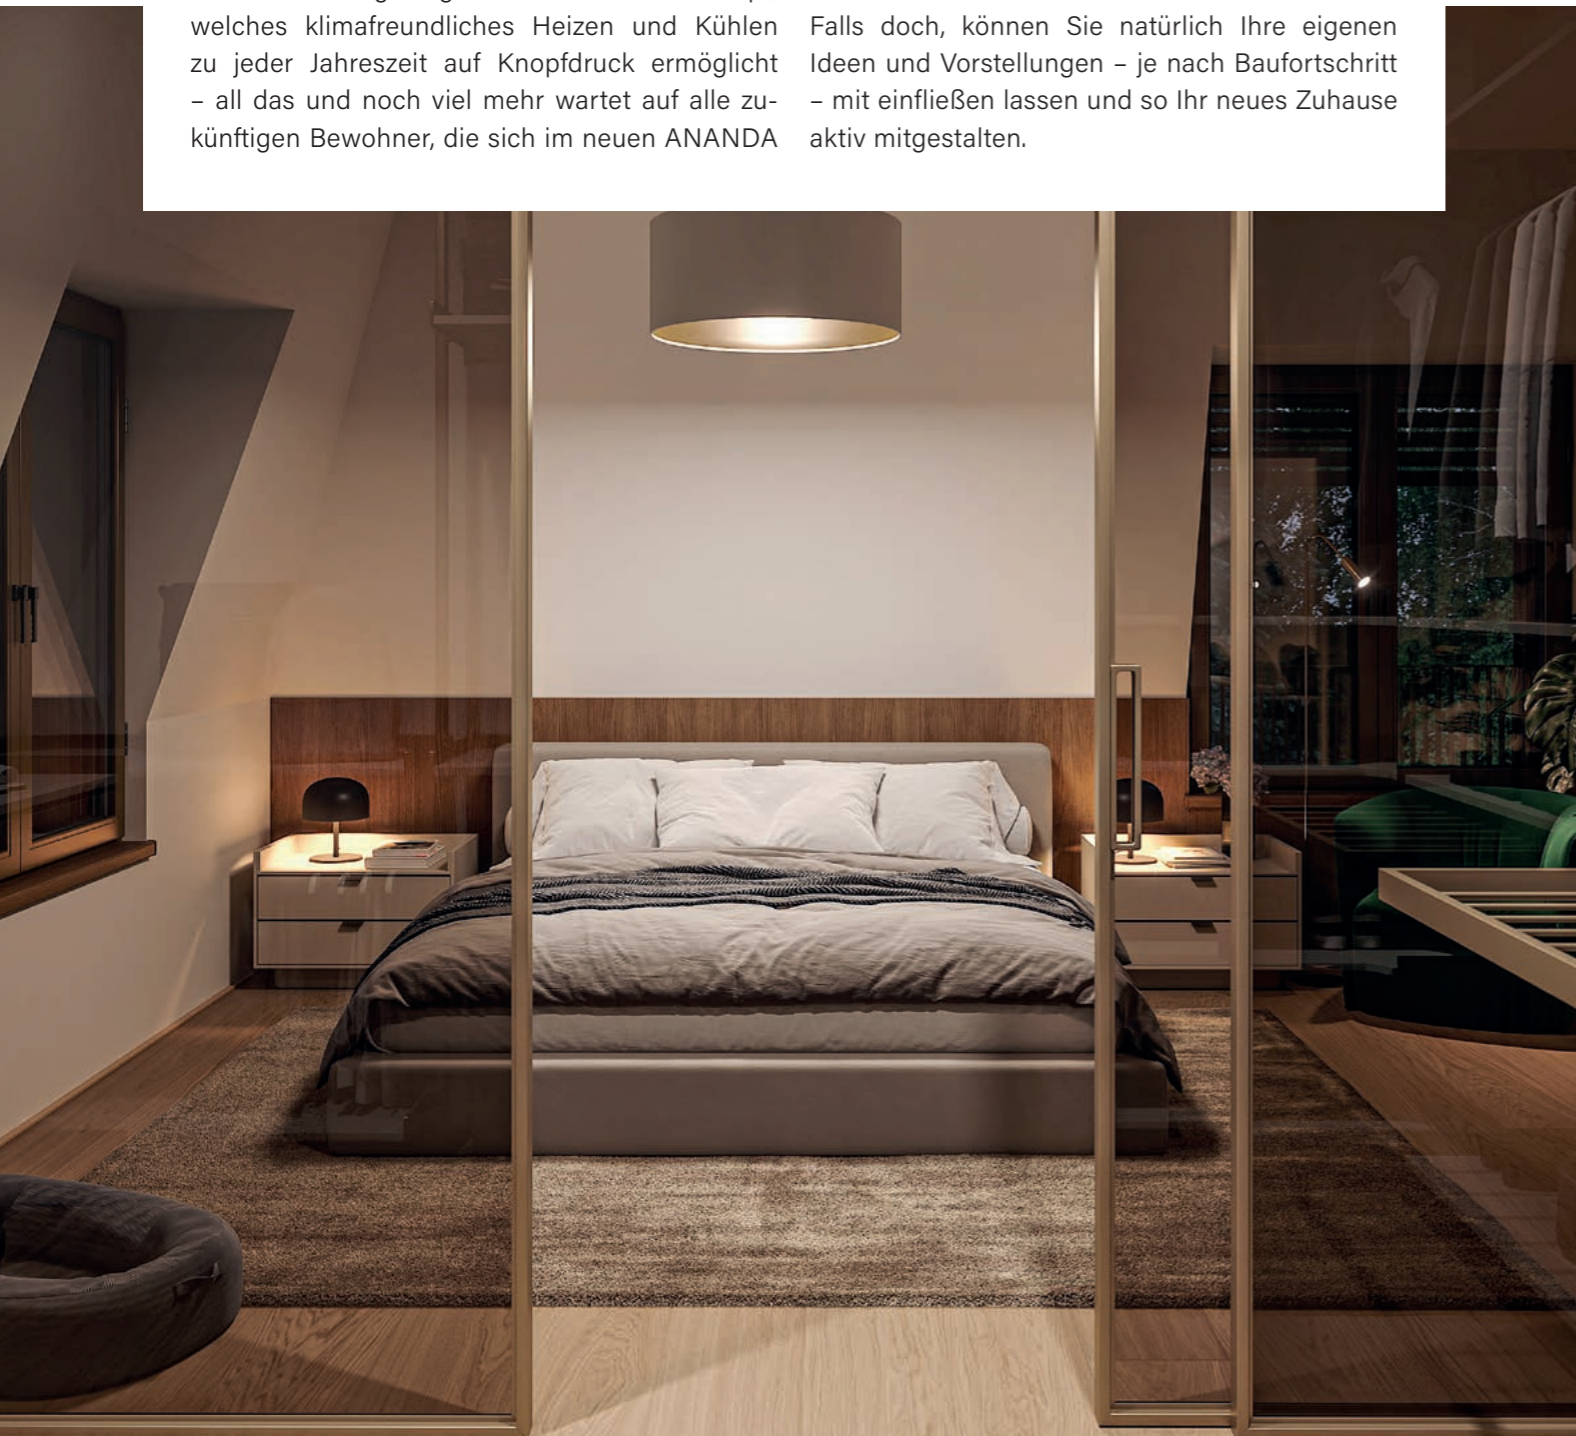 welches klimafreundliches Heizen und Kühlen
zu jeder Jahreszeit auf Knopfdruck ermöglicht
– all das und noch viel mehr wartet auf alle zu-
künftigen Bewohner, die sich im neuen ANANDA
Falls doch, können Sie natürlich Ihre eigenen
Ideen und Vorstellungen – je nach Baufortschritt
– mit einfließen lassen und so Ihr neues Zuhause
aktiv mitgestalten.